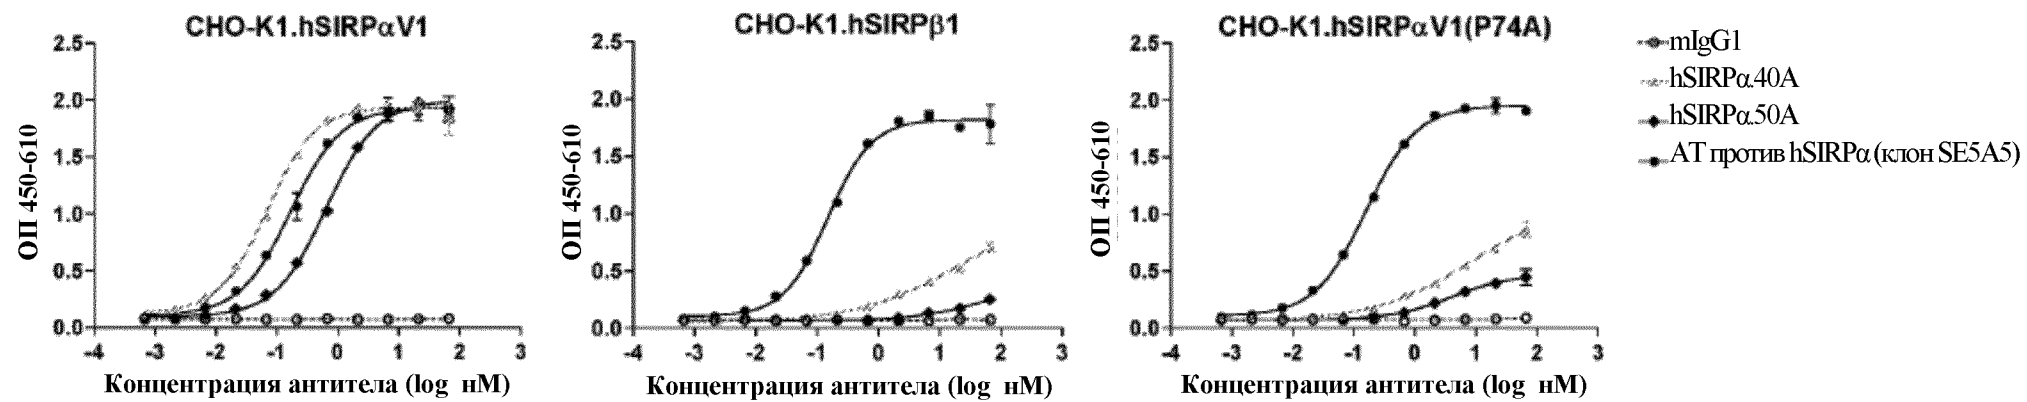 CHO-K1.hSIRPαV1
2.5
2.0
1.5
1.0
0.5
0.0
ОП 450-610
-4 -3 -2 -1 0 1 2 3
Концентрация антитела (log нМ)
CHO-K1.hSIRPβ1
2.5
2.0
1.5
1.0
0.5
0.0
ОП 450-610
-4 -3 -2 -1 0 1 2 3
Концентрация антитела (log нМ)
CHO-K1.hSIRPαV1(P74A)
2.5
2.0
1.5
1.0
0.5
0.0
ОП 450-610
-4 -3 -2 -1 0 1 2 3
Концентрация антитела (log нМ)
mIgG1
hSIRPα.40A
hSIRPα.50A
АТ против hSIRPα (клон SE5A5)